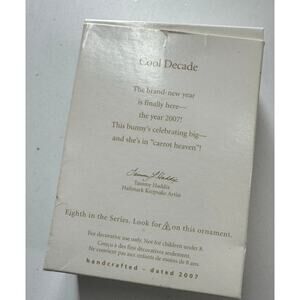 Cool Decade
The brand-new year
is finally here—
the year 2007!
This bunny's celebrating big—
and she's in "carrot heaven"!
Tammy L Haddix
Tammy Haddix
Hallmark Keepsake Artist
Eighth in the Series. Look for on this ornament.
For decorative use only. Not for children under 8.
Conçu à des fins décoratives seulement.
Ne convient pas aux enfants de moins de 8 ans.
handcrafted – dated 2007